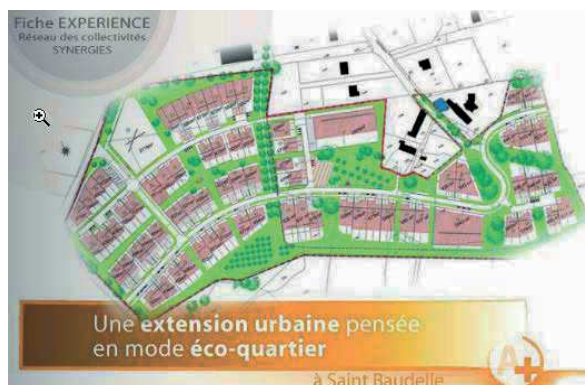 Fiche EXPERIENCE
Réseau des collectivités
SYNERGIES
Une extension urbaine pensée
en mode éco-quartier
A+
à Saint Baudelle